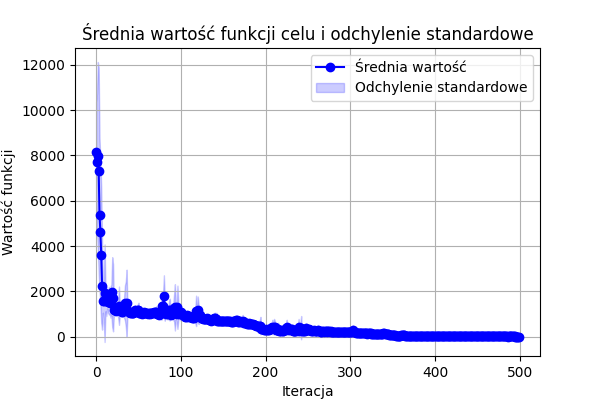 Średnia wartość funkcji celu i odchylenie standardowe
Średnia wartość
Odchylenie standardowe
Wartość funkcji
12000
10000
8000
6000
4000
2000
0
0 100 200 300 400 500
Iteracja